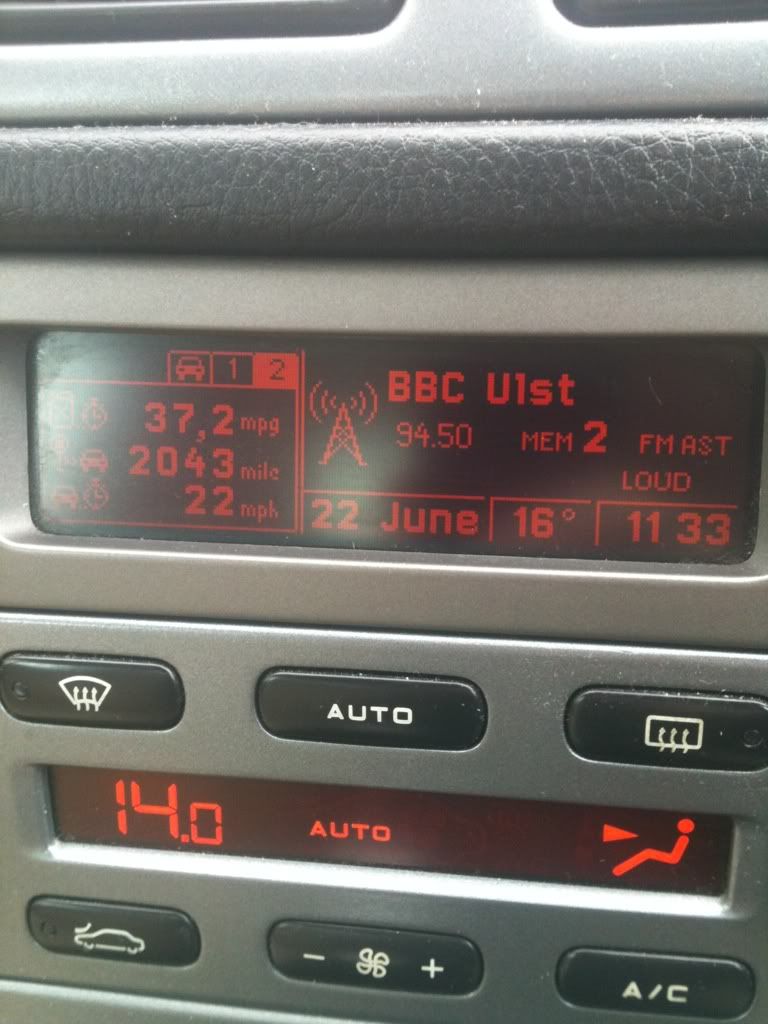 1 2
37,2 mpg
2043 mile
22 mph
BBC Ulst
94.50 MEM 2 FM AST
LOUD
22 June 16° 11 33
AUTO
14.0 AUTO
- +
A/C